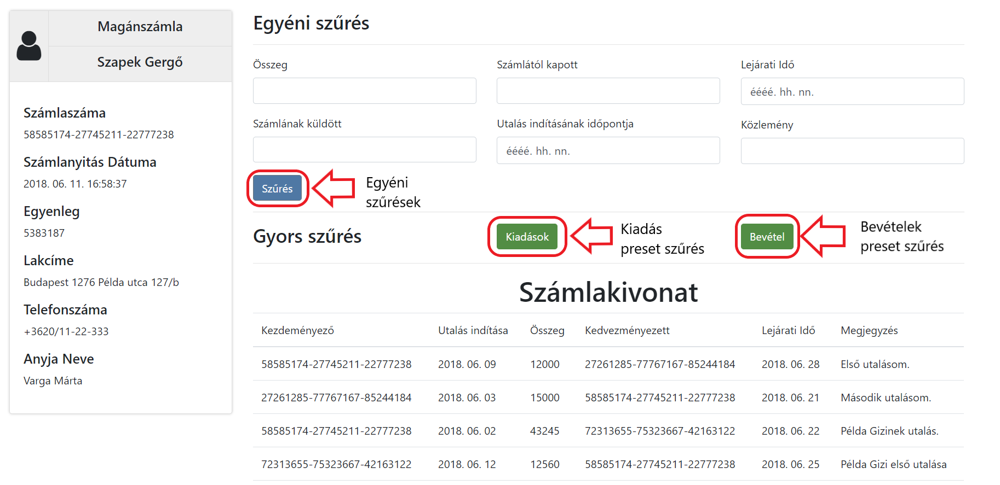 Magánszámla
Szapek Gergő
Számlaszáma
58585174-27745211-22777238
Számlanyitás Dátuma
2018. 06. 11. 16:58:37
Egyenleg
5383187
Lakcíme
Budapest 1276 Példa utca 127/b
Telefonszáma
+3620/11-22-333
Anyja Neve
Varga Márta
Egyéni szűrés
Összeg
Számlától kapott
Lejárati Idő
éééé. hh. nn.
Számlának küldött
Utalás indításának időpontja
Közlemény
éééé. hh. nn.
Szűrés
Egyéni
szűrések
Gyors szűrés
Kiadások
Kiadás
preset szűrés
Bevétel
Bevételek
preset szűrés
Számlakivonat
Kezdeményező Utalás indítása Összeg Kedvezményezett Lejárati Idő Megjegyzés
58585174-27745211-22777238 2018. 06. 09 12000 27261285-77767167-85244184 2018. 06. 28 Első utalásom.
27261285-77767167-85244184 2018. 06. 03 15000 58585174-27745211-22777238 2018. 06. 21 Második utalásom.
58585174-27745211-22777238 2018. 06. 02 43245 72313655-75323667-42163122 2018. 06. 22 Példa Gizinek utalás.
72313655-75323667-42163122 2018. 06. 12 12560 58585174-27745211-22777238 2018. 06. 25 Példa Gizi első utalása